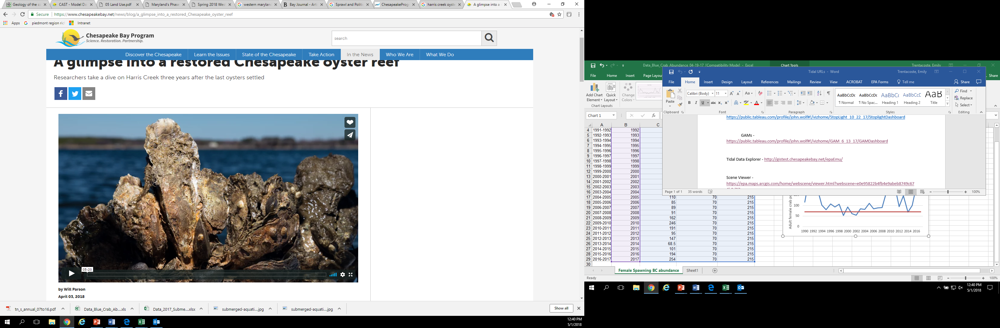 Geology of the co
CAST - Model Do
05 Land Use.pdf
Maryland's Phase
Spring 2018 Wes
western marylan
Bay Journal - Arti
Sprawl and Politi
ChesapeakeProg
harris creek oyste
A glimpse into a
Secure
https://www.chesapeakebay.net/news/blog/a_glimpse_into_a_restored_Chesapeake_oyster_reef
Apps
piedmont region ric
Intranet
Chesapeake Bay Program
Science. Restoration. Partnership.
search
Discover the Chesapeake
Learn the Issues
State of the Chesapeake
Take Action
In the News
Who We Are
What We Do
A glimpse into a restored Chesapeake oyster reef
Researchers take a dive on Harris Creek three years after the last oysters settled
05:20
by Will Parson
April 03, 2018
tn_s_annual_07to16.pdf
Data_Blue_Crab_Ab....xls
Data_2017_Subme....xlsx
submerged-aquati....jpg
submerged-aquati....jpg
Show all
12:40 PM
5/1/2018
Data_Blue_Crab_Abundance_04-19-17 [Compatibility Mode] - Excel
Chart Tools
Trentacoste, Emily
File Home Insert Page Layou
Share
Add Chart Element
Quick Layout
Change Colors
Chart Layouts
Chart 1
fx
A B C
4 1991-1992 1992
5 1992-1993 1993
6 1993-1994 1994
7 1994-1995 1995
8 1995-1996 1996
9 1996-1997 1997
10 1997-1998 1998
11 1998-1999 1999
12 1999-2000 2000
13 2000-2001 2001
14 2001-2002 2002
15 2002-2003 2003
16 2003-2004 2004
17 2004-2005 2005 110 70 215
18 2005-2006 2006 85 70 215
19 2006-2007 2007 89 70 215
20 2007-2008 2008 91 70 215
21 2008-2009 2009 162 70 215
22 2009-2010 2010 246 70 215
23 2010-2011 2011 191 70 215
24 2011-2012 2012 95 70 215
25 2012-2013 2013 147 70 215
26 2013-2014 2014 68.5 70 215
27 2014-2015 2015 101 70 215
28 2015-2016 2016 194 70 215
29 2016-2017 2017 254 70 215
30
Female Spawning BC abundance
Sheet1
Ready
100%
Tidal URLs - Word
Trentacoste, Emily
File Home Insert Design Layout References Mailings Review View ACROBAT EPA Forms Tell me
Share
Paste
Clipboard
Calibri (Body) 11
B I U abc X₂ X²
Font
Paragraph
AaBbCcDc AaBbCcDc AaBbC( AaBbCcE AaB
¶ Normal ¶ No Spac... Heading 1 Heading 2 Title
Styles
Find
Replace
Select
Editing
https://public.tableau.com/profile/john.wolf#!/vizhome/StopLight_10_22_17/StoplightDashboard
GAMs -
https://public.tableau.com/profile/john.wolf#!/vizhome/GAM_6_13_17/GAMDashboard
Tidal Data Explorer - http://gistest.chesapeakebay.net/epaEmu/
Scene Viewer -
https://epa.maps.arcgis.com/home/webscene/viewer.html?webscene=e0e95822b4fb4e9abeb8749c67
Page 1 of 1
35 words
100%
Adult female crab po
100
50
0
1990 1992 1994 1996 1998 2000 2002 2004 2006 2008 2010 2012 2014 2016
12:40 PM
5/1/2018